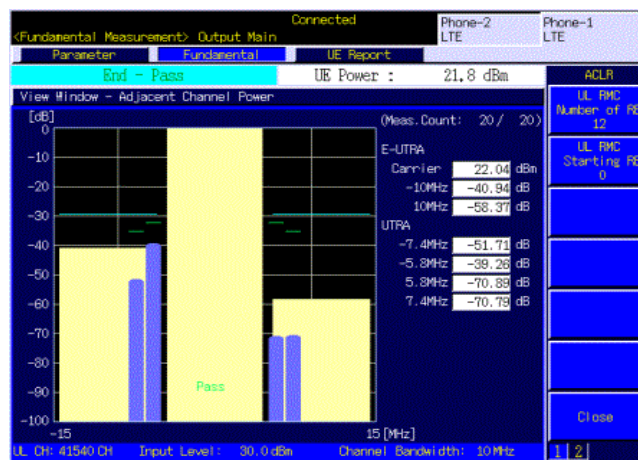 Connected
Phone-2
LTE
Phone-1
LTE
<Fundamental Measurement> Output Main
Parameter
Fundamental
UE Report
End - Pass
UE Power : 21.8 dBm
ACLR
View Window - Adjacent Channel Power
UL RMC
Number of RB
12
UL RMC
Starting RB
0
Close
1 2
[dB]
(Meas.Count: 20/ 20)
0
-10
-20
-30
-40
-50
-60
-70
-80
-90
-100
E-UTRA
Carrier 22.04 dBm
-10MHz -40.94 dB
10MHz -58.37 dB
UTRA
-7.4MHz -51.71 dB
-5.8MHz -39.26 dB
5.8MHz -70.89 dB
7.4MHz -70.79 dB
Pass
-15
15 [MHz]
UL CH: 41540 CH Input Level: 30.0 dBm Channel Bandwidth: 10 MHz